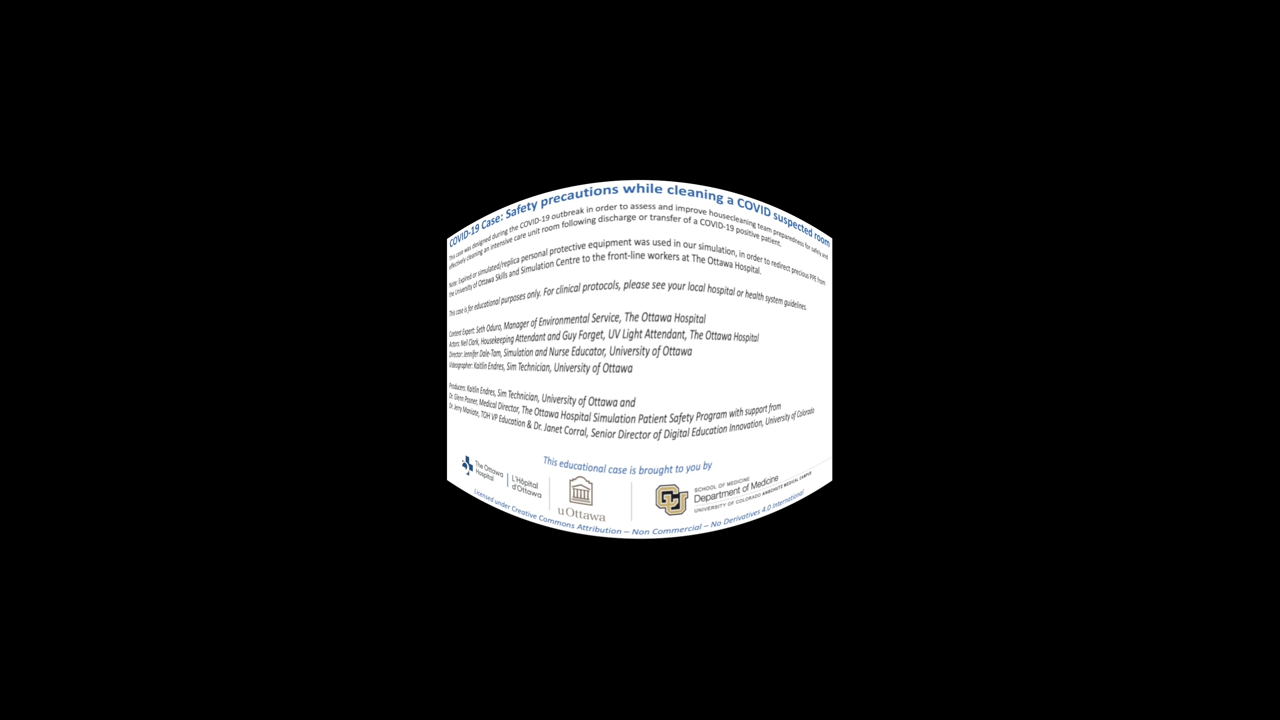 COVID-19 Case: Safety precautions while cleaning a COVID suspected room
This case was designed during the COVID-19 outbreak in order to assess and improve housecleaning team preparedness for safely and
effectively cleaning an intensive care unit room following discharge or transfer of a COVID-19 positive patient.
Note: Expired or simulated/replica personal protective equipment was used in our simulation, in order to redirect precious PPE from
the University of Ottawa Skills and Simulation Centre to the front-line workers at The Ottawa Hospital.
This case is for educational purposes only. For clinical protocols, please see your local hospital or health system guidelines.
Content Expert: Seth Oduro, Manager of Environmental Service, The Ottawa Hospital
Actors: Neil Clark, Housekeeping Attendant and Guy Forget, UV Light Attendant, The Ottawa Hospital
Director: Jennifer Dale-Tam, Simulation and Nurse Educator, University of Ottawa
Videographer: Kaitlin Endres, Sim Technician, University of Ottawa
Producers: Kaitlin Endres, Sim Technician, University of Ottawa and
Dr. Glenn Posner, Medical Director, The Ottawa Hospital Simulation Patient Safety Program with support from
Dr. Jerry Maniate, TOH VP Education & Dr. Janet Corral, Senior Director of Digital Education Innovation, University of Colorado
This educational case is brought to you by
The Ottawa Hospital
L'Hôpital d'Ottawa
uOttawa
SCHOOL OF MEDICINE
Department of Medicine
UNIVERSITY OF COLORADO ANSCHUTZ MEDICAL CAMPUS
Licensed under Creative Commons Attribution – Non Commercial – No Derivatives 4.0 International